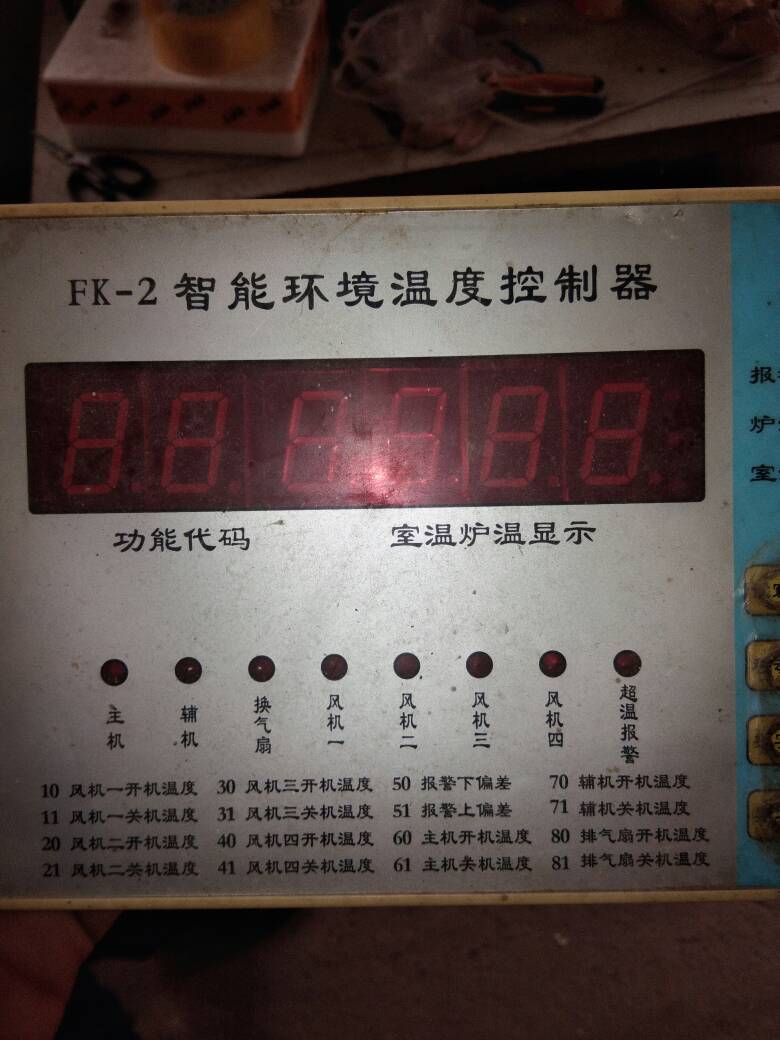 FK-2 智能环境温度控制器
功能代码 室温炉温显示
主机 辅机 换气扇 风机一 风机二 风机三 风机四 超温报警
10 风机一开机温度 30 风机三开机温度 50 报警下偏差 70 辅机开机温度
11 风机一关机温度 31 风机三关机温度 51 报警上偏差 71 辅机关机温度
20 风机二开机温度 40 风机四开机温度 60 主机开机温度 80 排气扇开机温度
21 风机二关机温度 41 风机四关机温度 61 主机关机温度 81 排气扇关机温度
报
炉
室